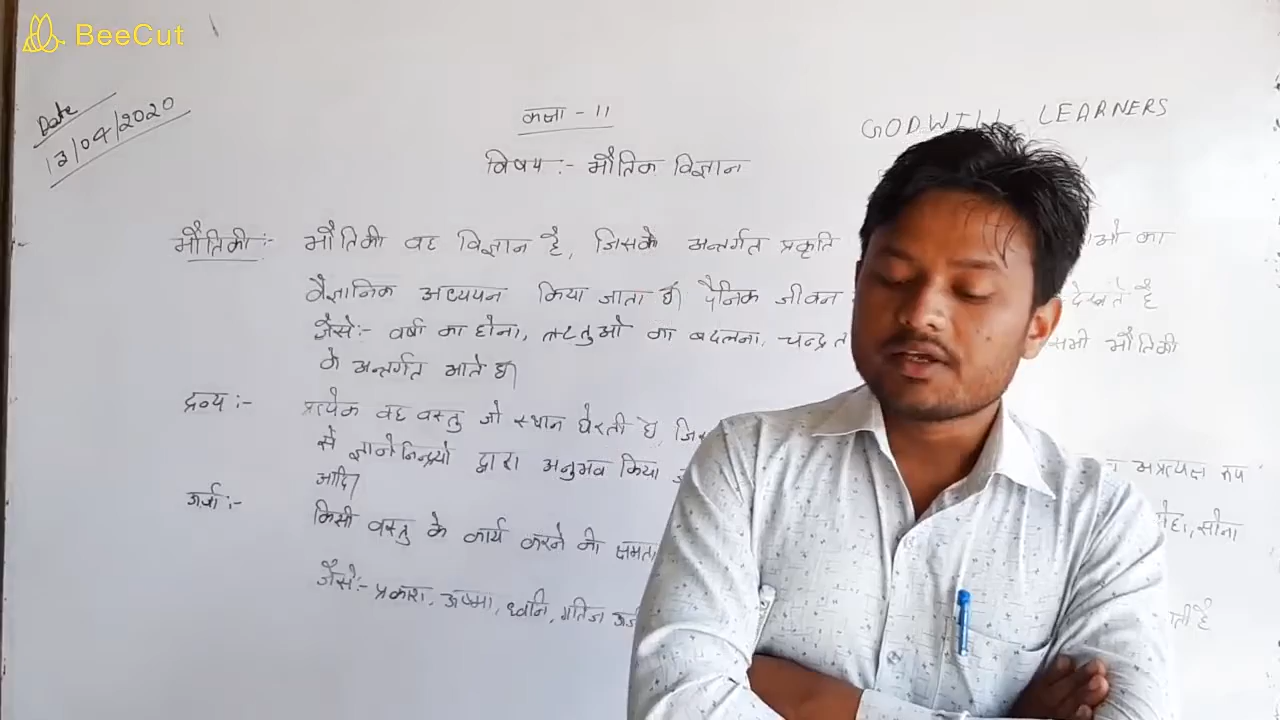 BeeCut
Date
13/04/2020
कक्षा - 11
GODWILL LEARNERS
विषय :- भौतिक विज्ञान
भौतिकी :- भौतिकी वह विज्ञान है, जिसके अन्तर्गत प्रकृति का
वैज्ञानिक अध्ययन किया जाता है। दैनिक जीवन देखते है
जैसे:- वर्षा का होना, ऋतुओ का बदलना, चन्द्र सभी भौतिकी
के अन्तर्गत आते है।
द्रव्य :- प्रत्येक वह वस्तु जो स्थान घेरती है,
से ज्ञानेन्द्रियो द्वारा अनुभव किया अप्रत्यक्ष रूप
आदि। सोना
ऊर्जा :- किसी वस्तु के कार्य करने की क्षमता
जैसे:- प्रकाश, ऊष्मा, ध्वनि, गतिज है